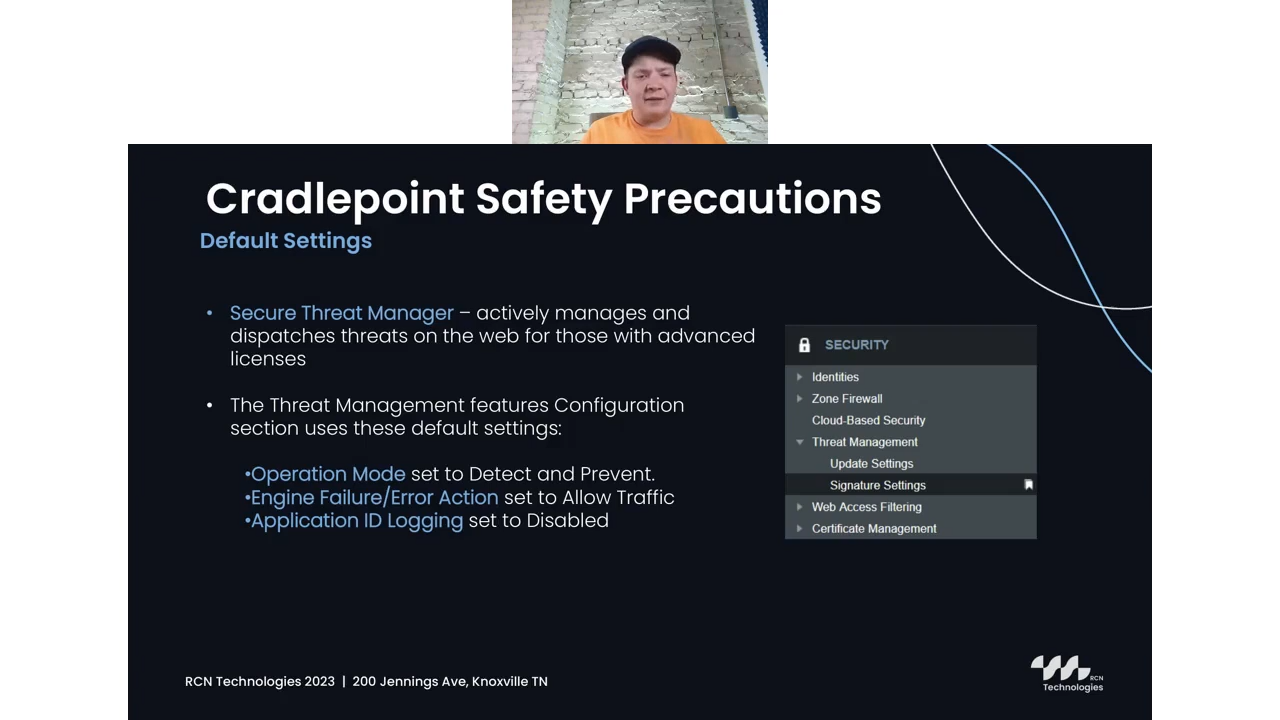 Cradlepoint Safety Precautions
Default Settings
• Secure Threat Manager – actively manages and
dispatches threats on the web for those with advanced
licenses
• The Threat Management features Configuration
section uses these default settings:
•Operation Mode set to Detect and Prevent.
•Engine Failure/Error Action set to Allow Traffic
•Application ID Logging set to Disabled
SECURITY
Identities
Zone Firewall
Cloud-Based Security
Threat Management
Update Settings
Signature Settings
Web Access Filtering
Certificate Management
RCN Technologies 2023 | 200 Jennings Ave, Knoxville TN
RCN
Technologies